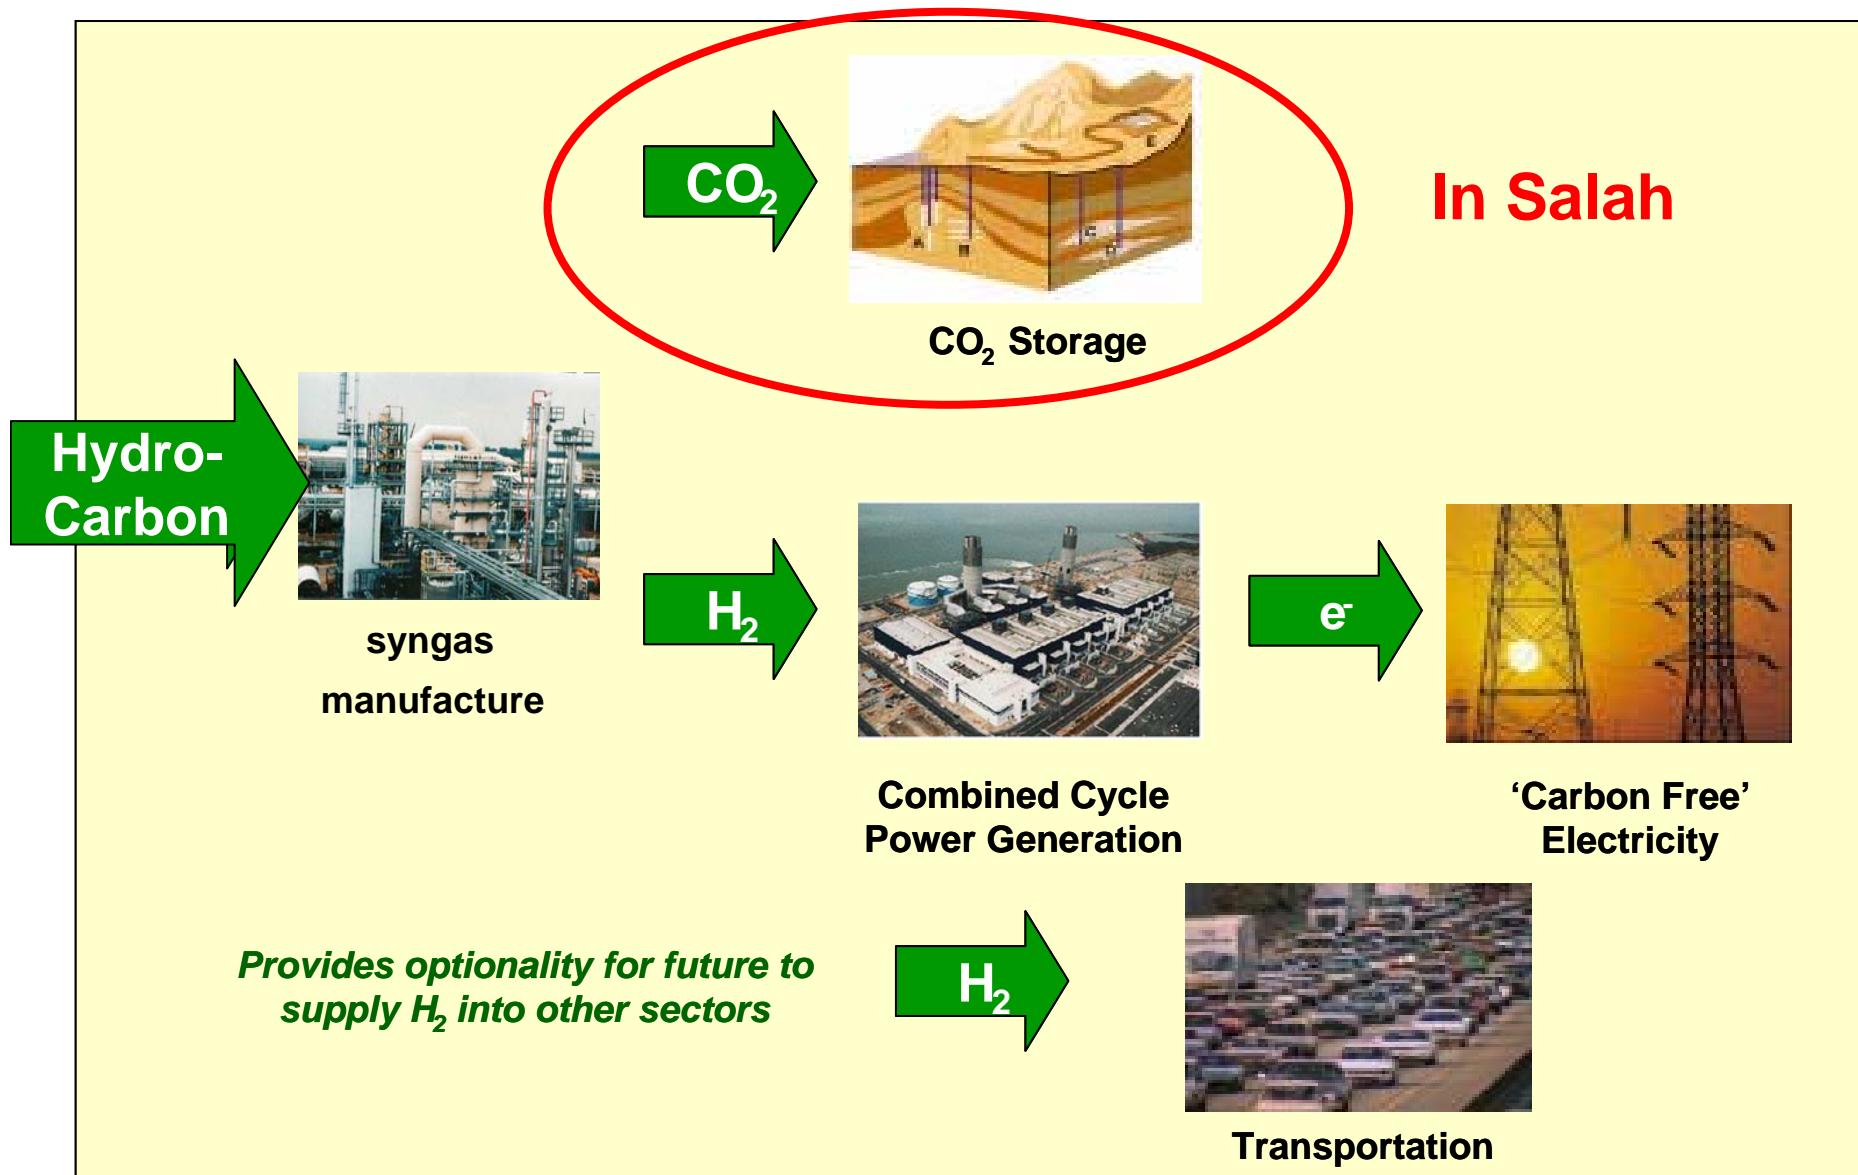 CO₂
In Salah
CO₂ Storage
Hydro-
Carbon
syngas
manufacture
H₂
e⁻
Combined Cycle
Power Generation
‘Carbon Free’
Electricity
Provides optionality for future to
supply H₂ into other sectors
H₂
Transportation